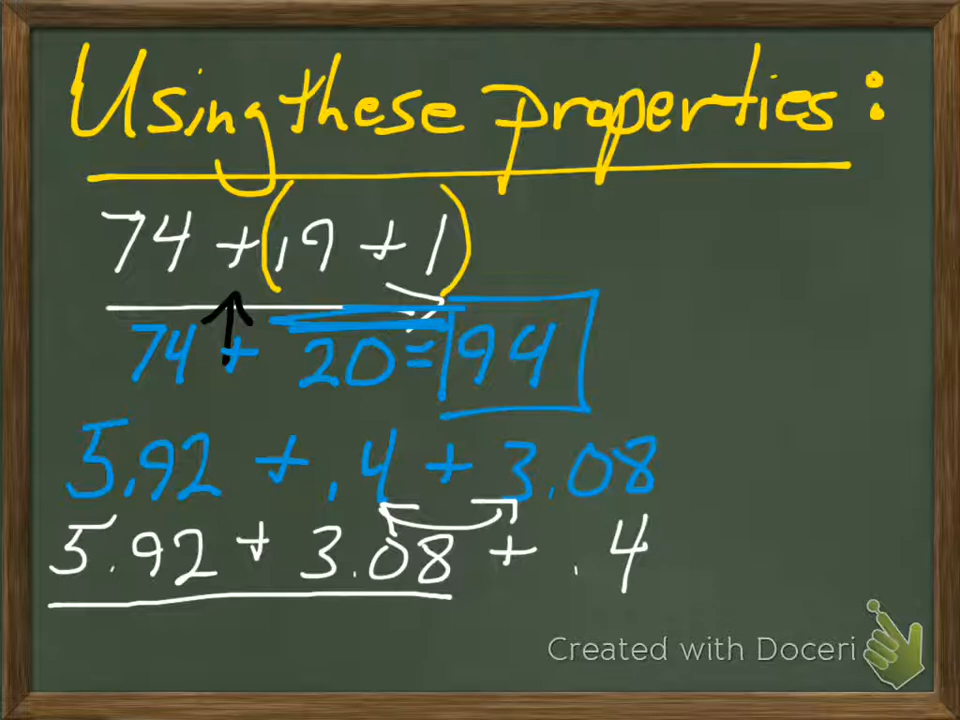 Using these properties:
74 + (19 + 1)
74 + 20 = 94
5.92 + .4 + 3.08
5.92 + 3.08 + .4
Created with Doceri